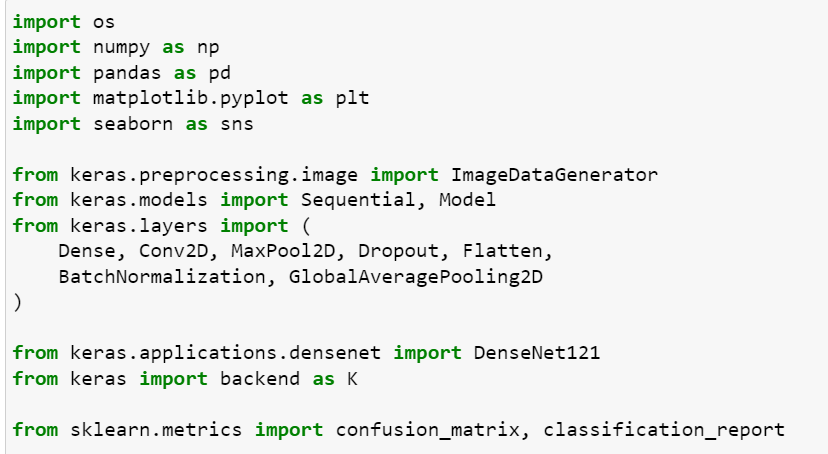 import os
import numpy as np
import pandas as pd
import matplotlib.pyplot as plt
import seaborn as sns
from keras.preprocessing.image import ImageDataGenerator
from keras.models import Sequential, Model
from keras.layers import (
    Dense, Conv2D, MaxPool2D, Dropout, Flatten,
    BatchNormalization, GlobalAveragePooling2D
)
from keras.applications.densenet import DenseNet121
from keras import backend as K
from sklearn.metrics import confusion_matrix, classification_report